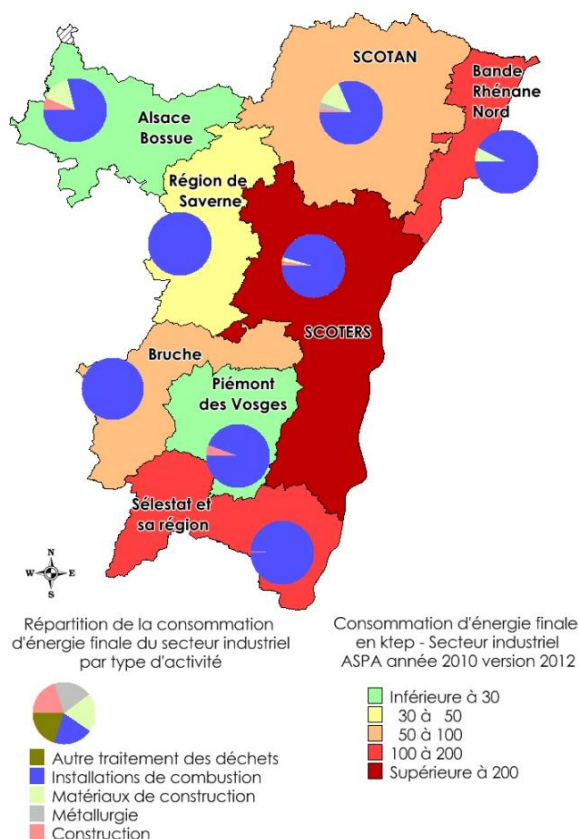 SCOTAN
Bande
Rhénane
Nord
Alsace
Bossue
Région de
Saverne
SCOTERS
Bruche
Piémont
des Vosges
Sélestat et
sa région
N
W E
S
Répartition de la consommation
d'énergie finale du secteur industriel
par type d'activité
Autre traitement des déchets
Installations de combustion
Matériaux de construction
Métallurgie
Construction
Consommation d'énergie finale
en ktep - Secteur industriel
ASPA année 2010 version 2012
Inférieure à 30
30 à 50
50 à 100
100 à 200
Supérieure à 200